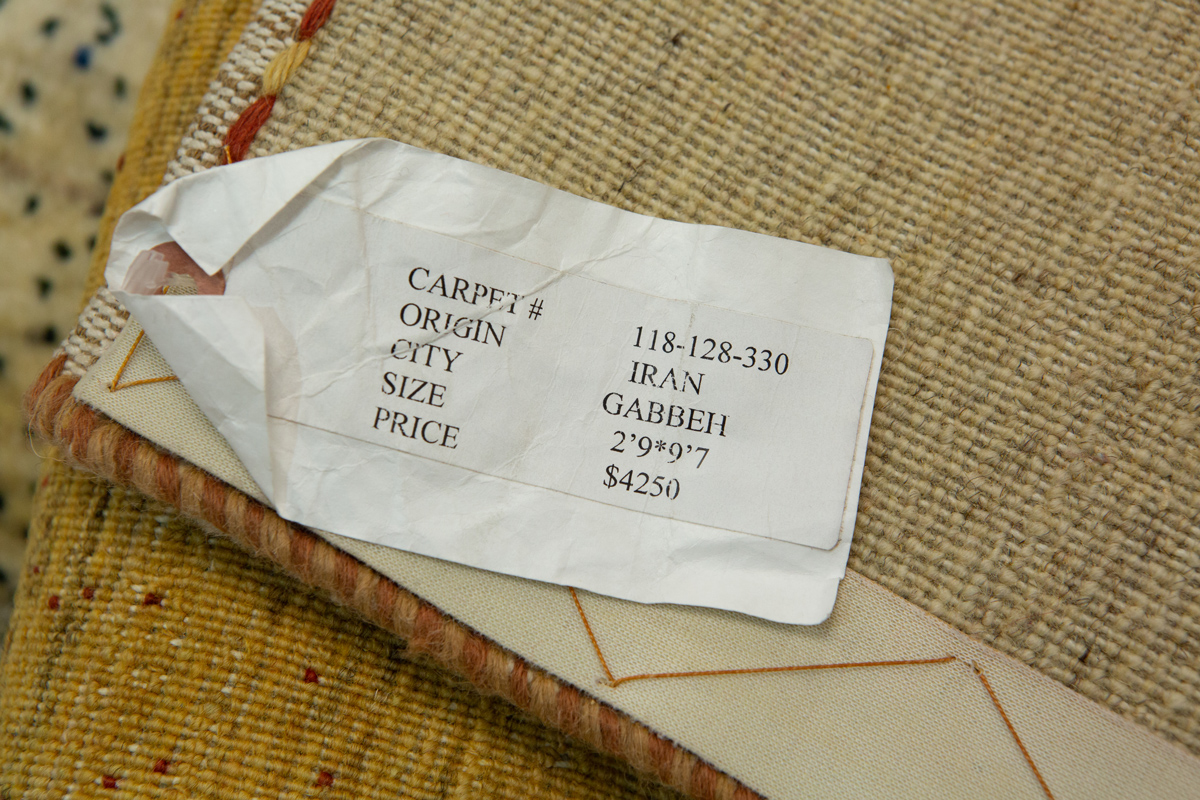 CARPET # 118-128-330
ORIGIN IRAN
CITY GABBEH
SIZE 2’9*9’7
PRICE $4250